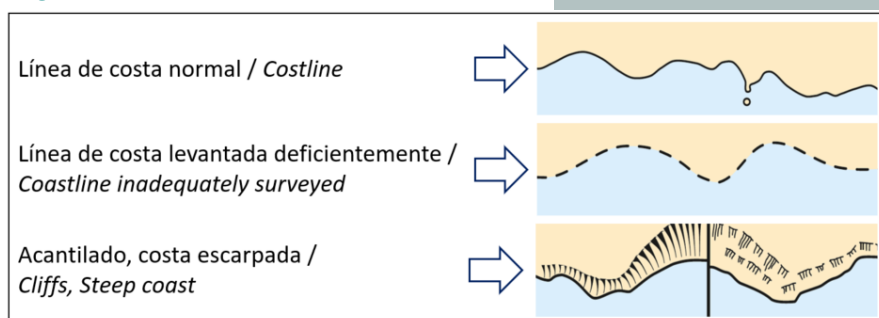 Línea de costa normal / Costline
Línea de costa levantada deficientemente /
Coastline inadequately surveyed
Acantilado, costa escarpada /
Cliffs, Steep coast